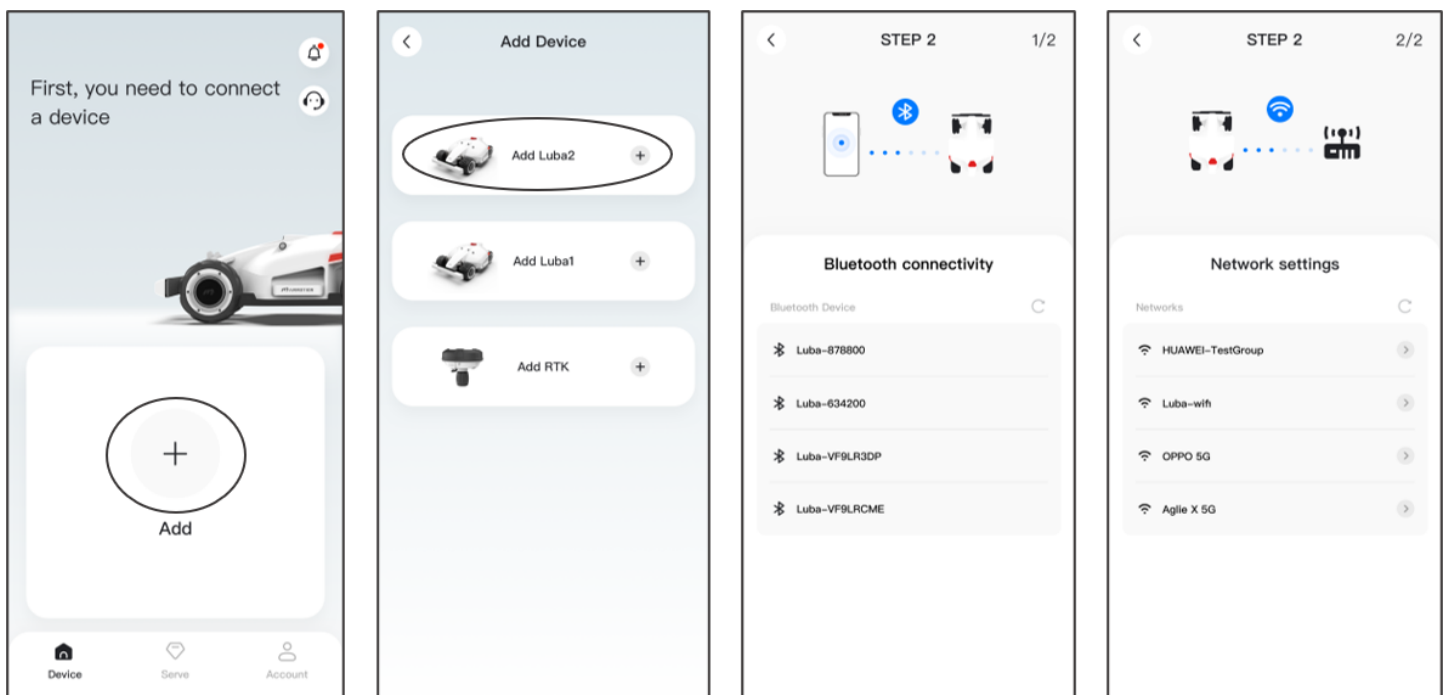 First, you need to connect
a device
Add
Device
Serve
Account
Add Device
Add Luba2
Add Luba1
Add RTK
STEP 2
1/2
Bluetooth connectivity
Bluetooth Device
Luba-878800
Luba-634200
Luba-VF9LR3DP
Luba-VF9LRCME
STEP 2
2/2
Network settings
Networks
HUAWEI-TestGroup
Luba-wifi
OPPO 5G
Aglie X 5G